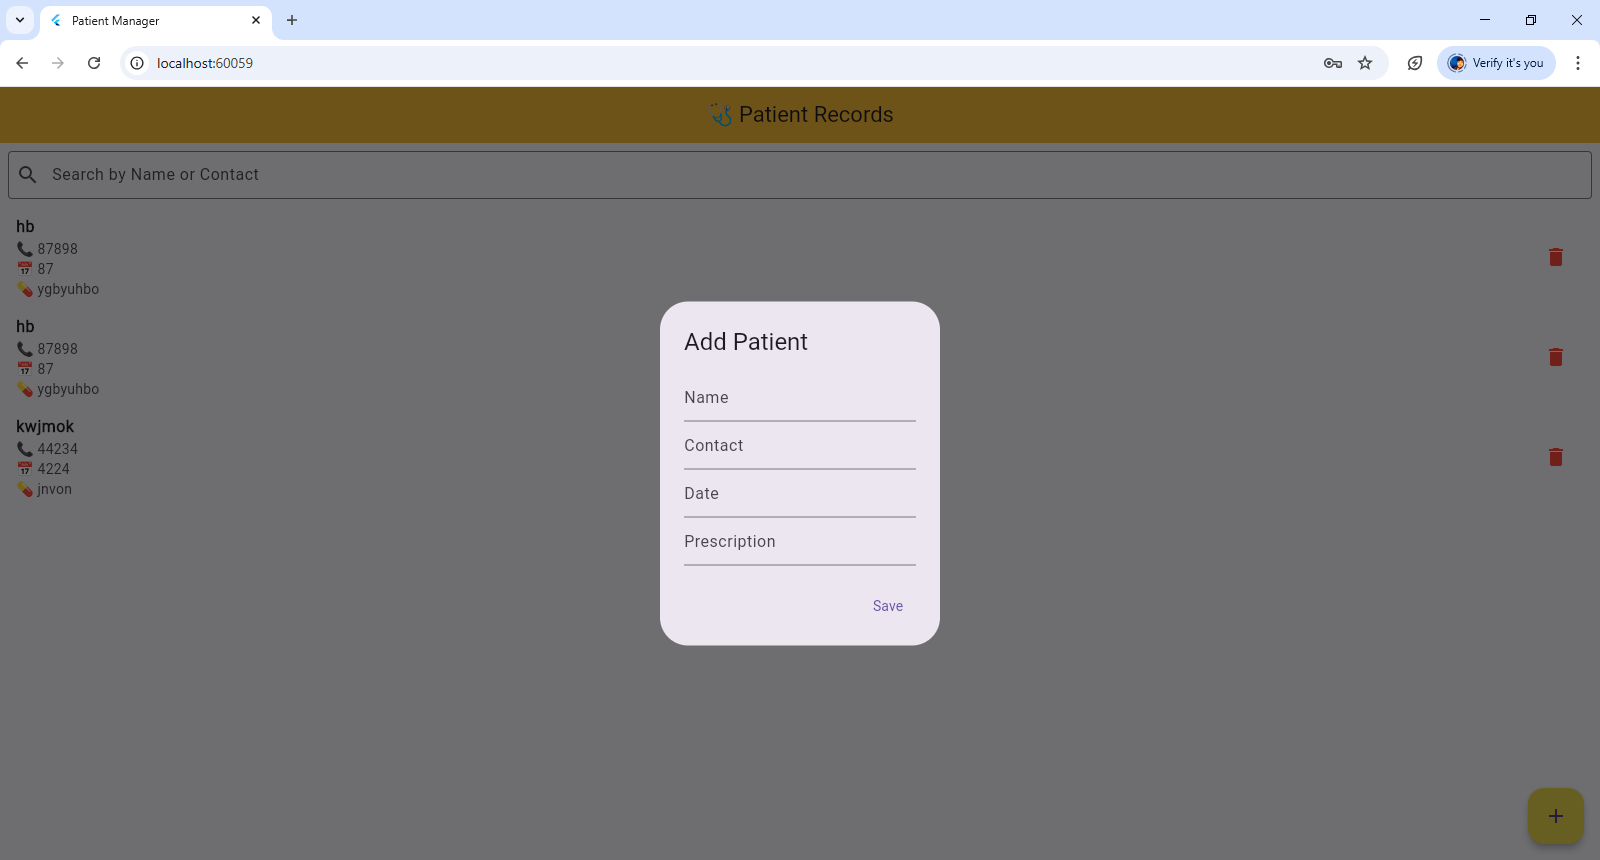 Patient Manager
localhost:60059
Verify it's you
🩺 Patient Records
Search by Name or Contact
hb
📞 87898
📅 87
💊 ygbyuhbo
hb
📞 87898
📅 87
💊 ygbyuhbo
kwjmok
📞 44234
📅 4224
💊 jnvon
Add Patient
Name
Contact
Date
Prescription
Save